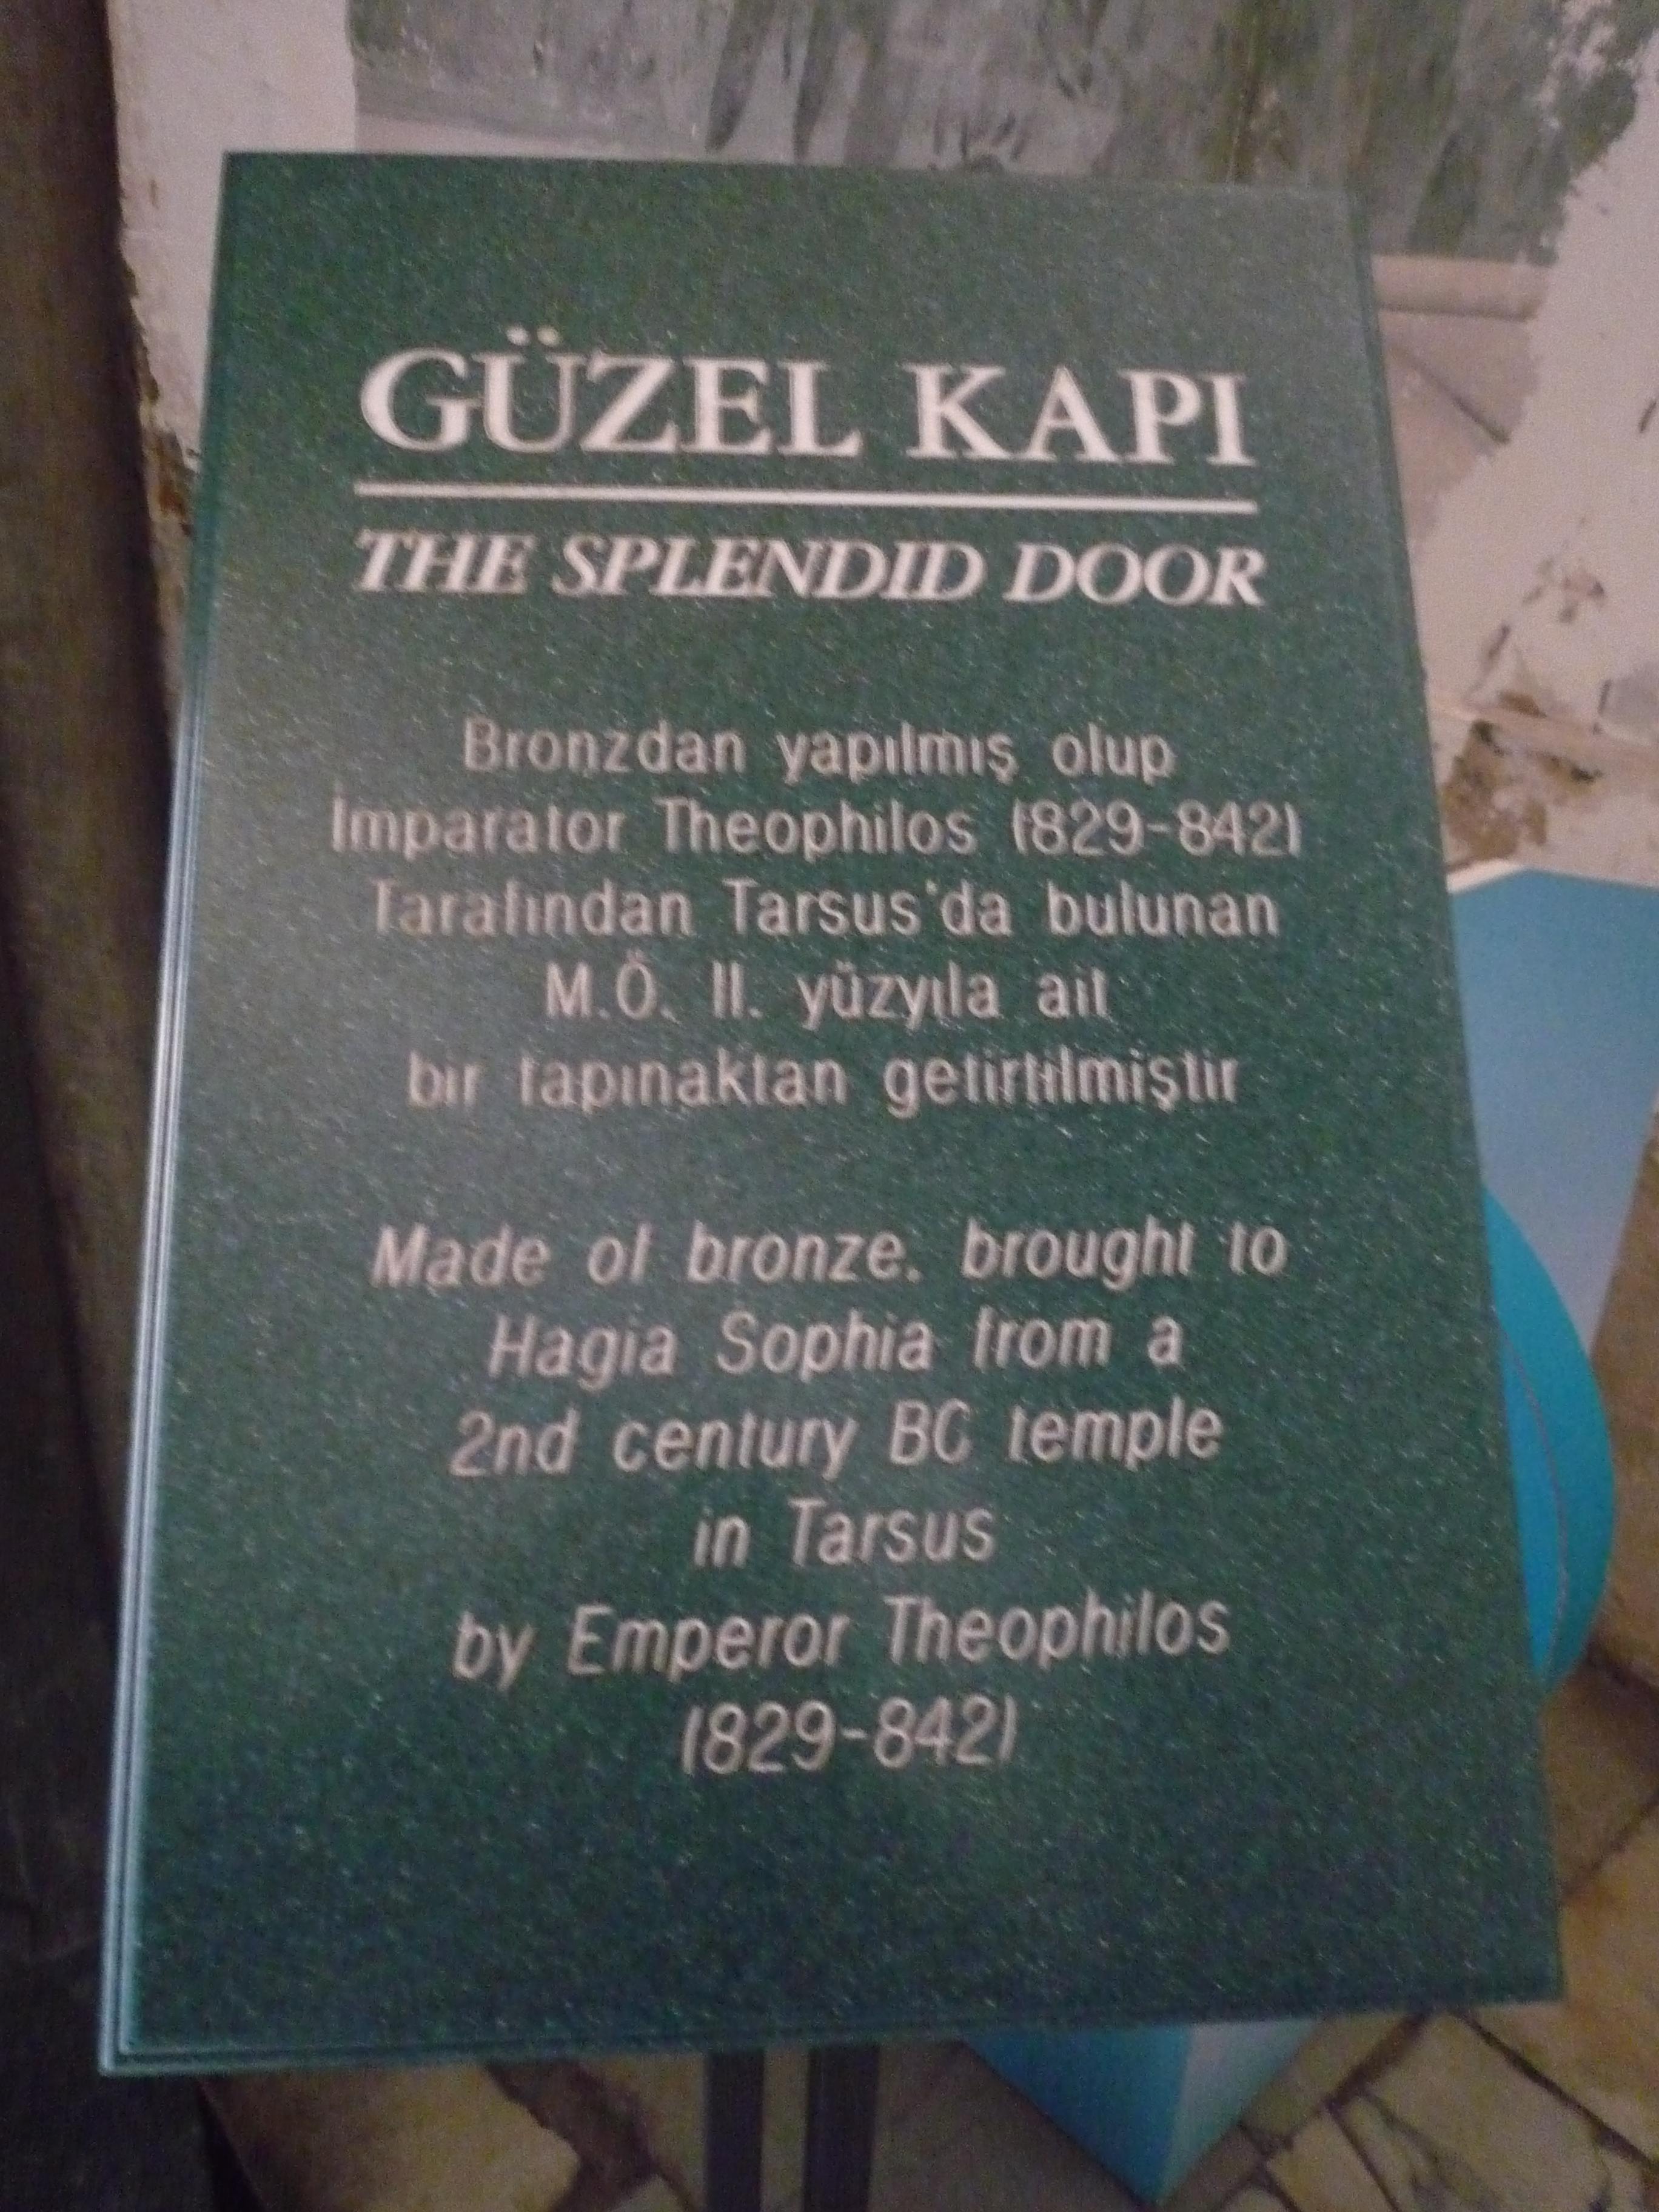 GÜZEL KAPI
THE SPLENDID DOOR
Bronzdan yapılmış olup
İmparator Theophilos (829-842)
Tarafından Tarsus'da bulunan
M.Ö. II. yüzyıla ait
bir tapınaktan getirtilmiştir
Made of bronze, brought to
Hagia Sophia from a
2nd century BC temple
in Tarsus
by Emperor Theophilos
(829-842)